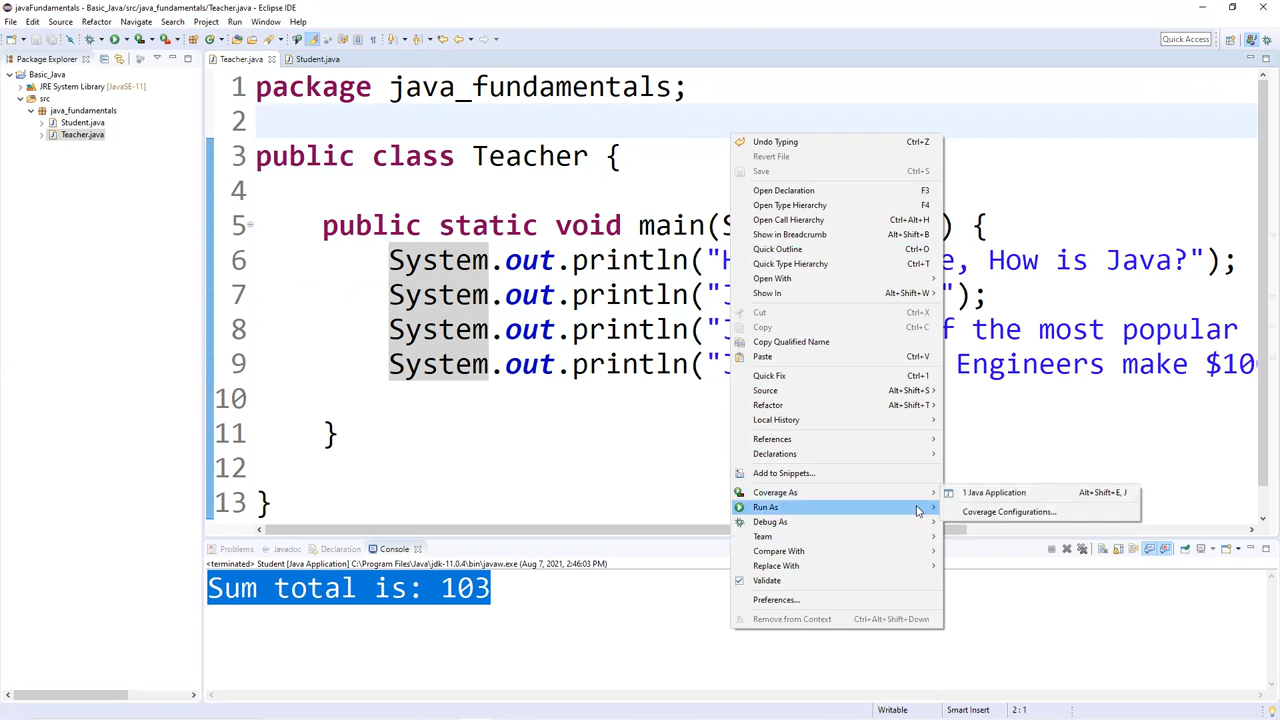 javaFundamentals - Basic_Java/src/java_fundamentals/Teacher.java - Eclipse IDE
File Edit Source Refactor Navigate Search Project Run Window Help
Quick Access
Package Explorer
Basic_Java
JRE System Library [JavaSE-11]
src
java_fundamentals
Student.java
Teacher.java
Teacher.java Student.java
1 package java_fundamentals;
2
3 public class Teacher {
4
5 public static void main( ) {
6 System.out.println(" , How is Java?");
7 System.out.println(" ");
8 System.out.println(" the most popular
9 System.out.println(" Engineers make
10
11 }
12
13 }
Undo Typing Ctrl+Z
Revert File
Save Ctrl+S
Open Declaration F3
Open Type Hierarchy F4
Open Call Hierarchy Ctrl+Alt+H
Show in Breadcrumb Alt+Shift+B
Quick Outline Ctrl+O
Quick Type Hierarchy Ctrl+T
Open With
Show In Alt+Shift+W
Cut Ctrl+X
Copy Ctrl+C
Copy Qualified Name
Paste Ctrl+V
Quick Fix Ctrl+1
Source Alt+Shift+S
Refactor Alt+Shift+T
Local History
References
Declarations
Add to Snippets...
Coverage As
Run As
Debug As
Team
Compare With
Replace With
Validate
Preferences...
Remove from Context Ctrl+Alt+Shift+Down
1 Java Application Alt+Shift+E, J
Coverage Configurations...
Problems Javadoc Declaration Console
<terminated> Student [Java Application] C:\Program Files\Java\jdk-11.0.4\bin\javaw.exe (Aug 7, 2021, 2:46:03 PM)
Sum total is: 103
Writable Smart Insert 2 : 1